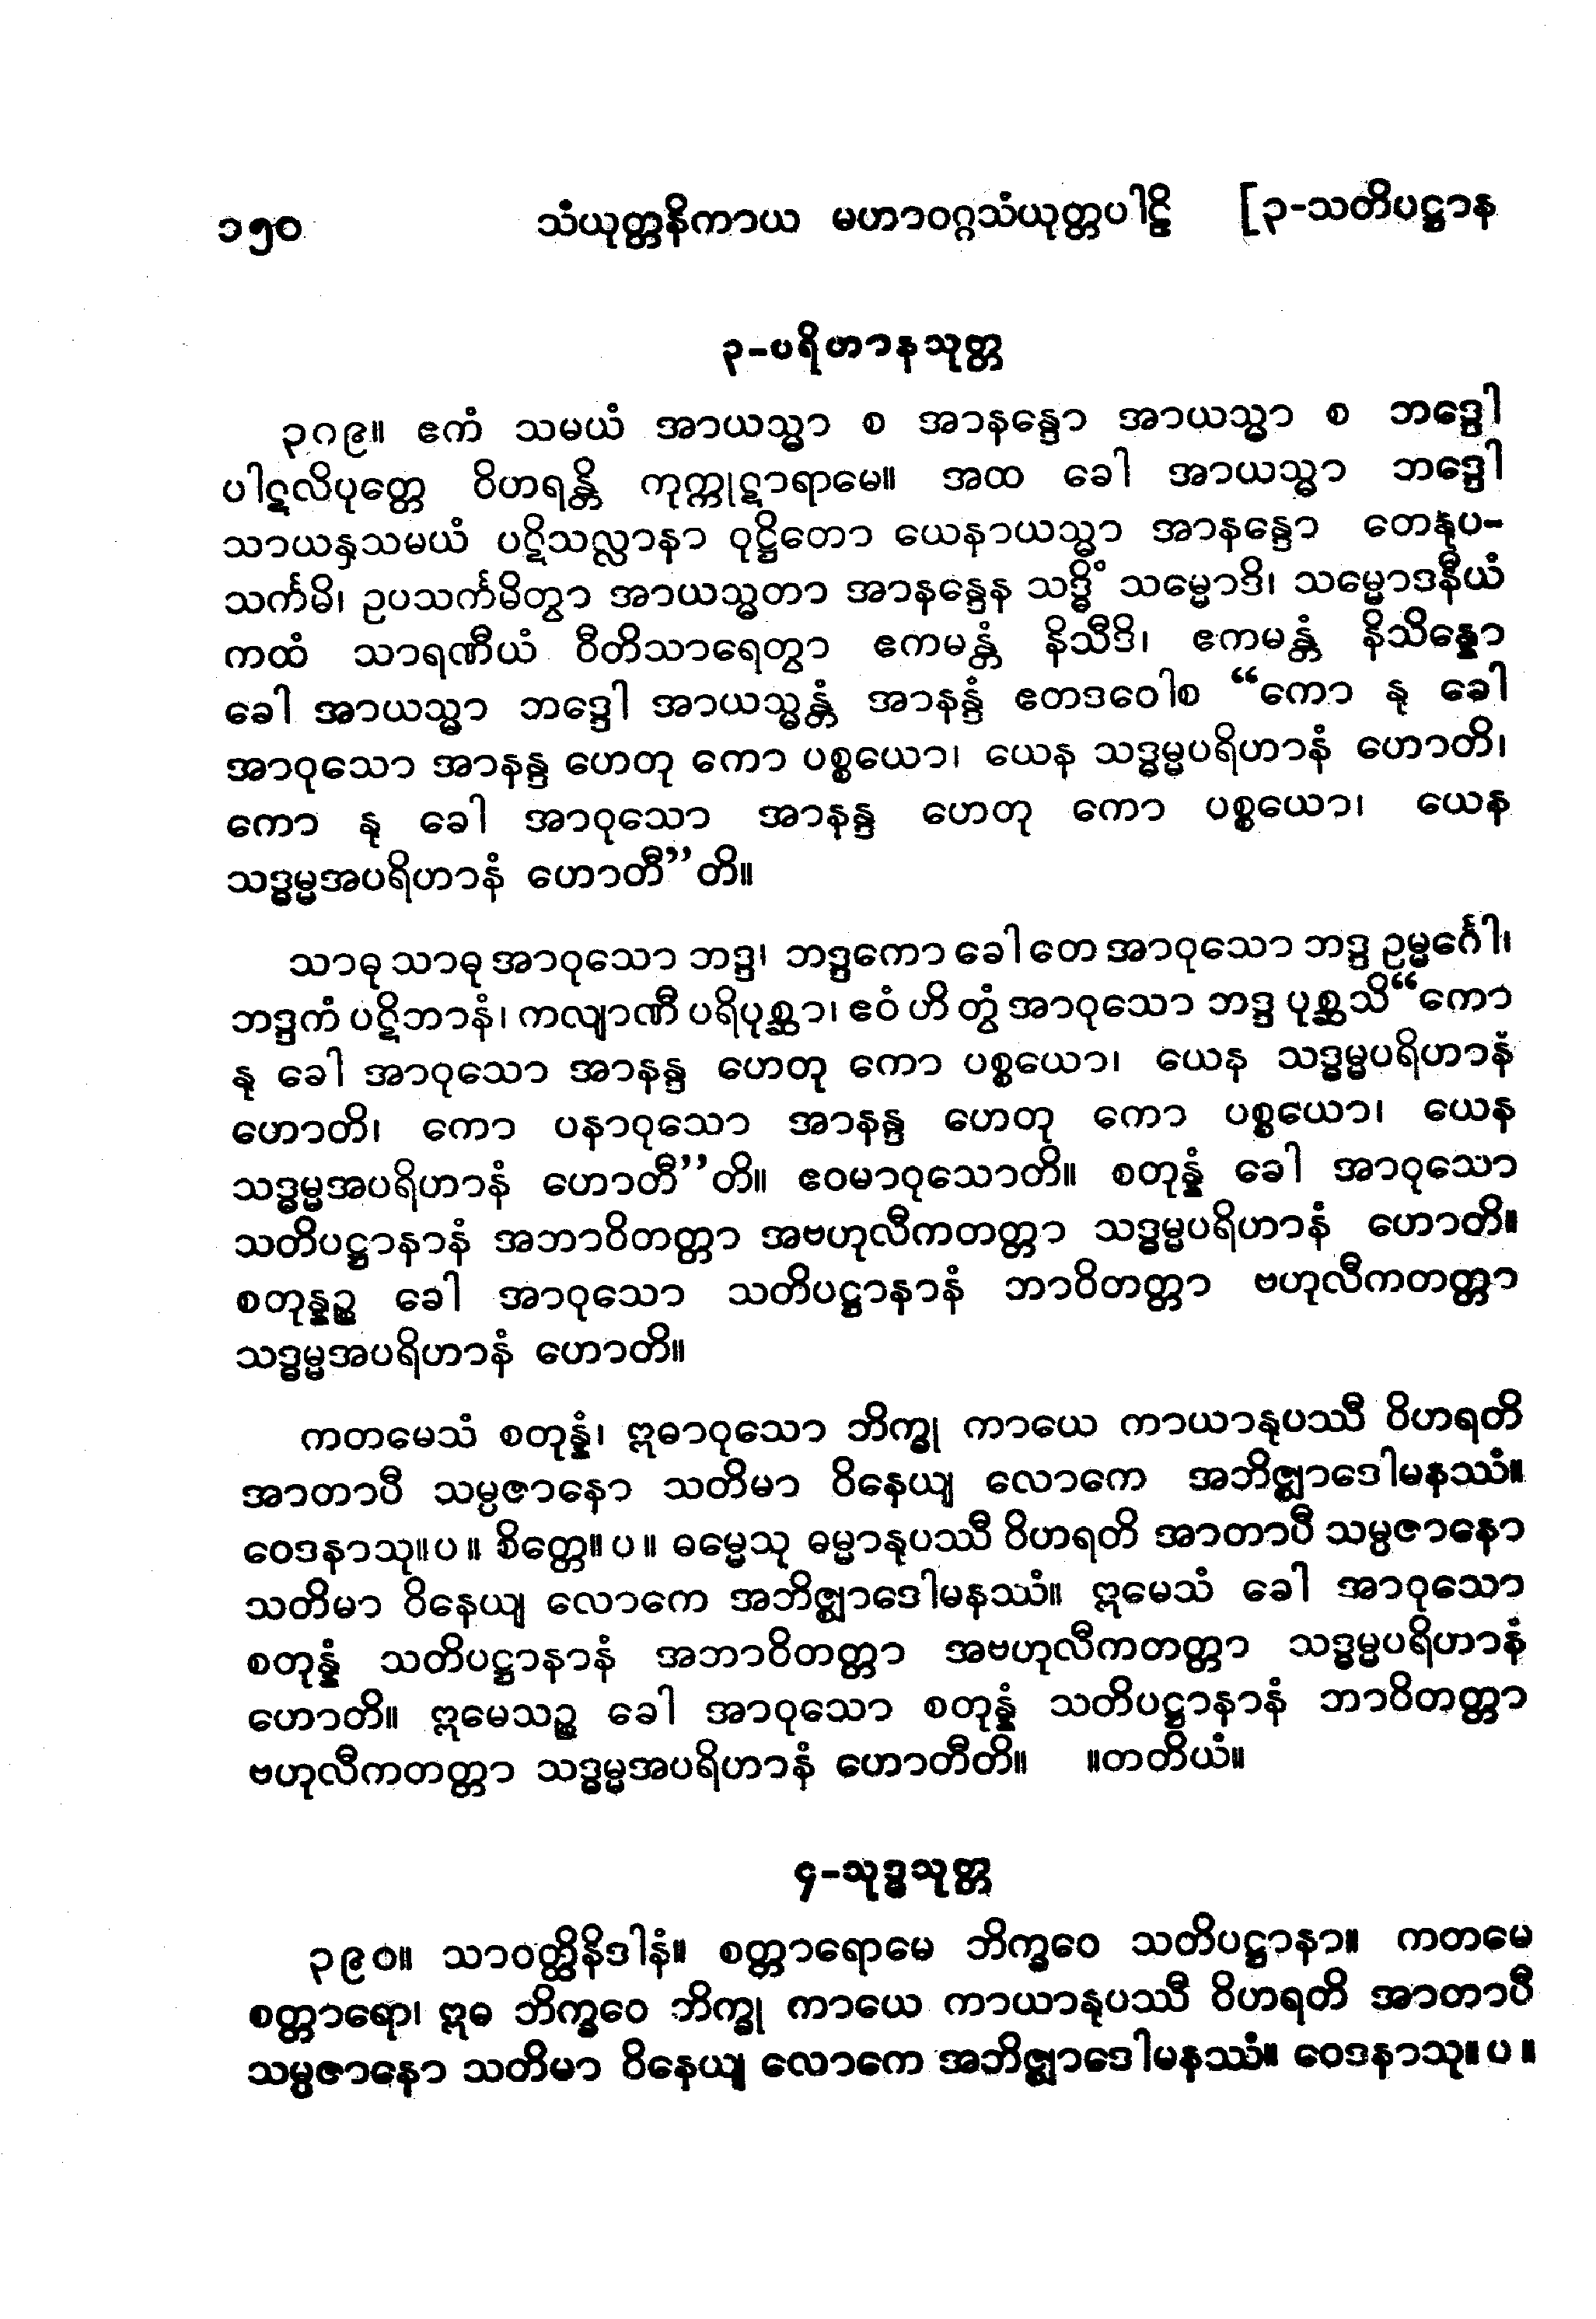 ၁၅၀ သံယုတ္တနိကာယ မဟာဝဂ္ဂသံယုတ္တပါဠိ [၃-သတိပဋ္ဌာန
၃-ပရိဟာနသုတ္တ
၃၈၉။ ဧကံ သမယံ အာယသ္မာ စ အာနန္ဒော အာယသ္မာ စ ဘဒ္ဒေါ
ပါဋလိပုတ္တေ ဝိဟရန္တိ ကုက္ကုဋာရာမေ။ အထ ခေါ အာယသ္မာ ဘဒ္ဒေါ
သာယနှသမယံ ပဋိသလ္လာနာ ဝုဋ္ဌိတော ယေနာယသ္မာ အာနန္ဒော တေနုပ-
သင်္ကမိ၊ ဥပသင်္ကမိတွာ အာယသ္မတာ အာနန္ဒေန သဒ္ဓိံ သမ္မောဒိ၊ သမ္မောဒနီယံ
ကထံ သာရဏီယံ ဝီတိသာရေတွာ ဧကမန္တံ နိသီဒိ၊ ဧကမန္တံ နိသိန္နော
ခေါ အာယသ္မာ ဘဒ္ဒေါ အာယသ္မန္တံ အာနန္ဒံ ဧတဒဝေါစ “ကော နု ခေါ
အာဝုသော အာနန္ဒ ဟေတု ကော ပစ္စယော၊ ယေန သဒ္ဓမ္မပရိဟာနံ ဟောတိ၊
ကော နု ခေါ အာဝုသော အာနန္ဒ ဟေတု ကော ပစ္စယော၊ ယေန
သဒ္ဓမ္မအပရိဟာနံ ဟောတီ”တိ။
သာဓု သာဓု အာဝုသော ဘဒ္ဒ၊ ဘဒ္ဒကော ခေါ တေ အာဝုသော ဘဒ္ဒ ဥမ္မင်္ဂေါ၊
ဘဒ္ဒကံ ပဋိဘာနံ၊ ကလျာဏီ ပရိပုစ္ဆာ၊ ဧဝံ ဟိ တွံ အာဝုသော ဘဒ္ဒ ပုစ္ဆသိ“ကော
နု ခေါ အာဝုသော အာနန္ဒ ဟေတု ကော ပစ္စယော၊ ယေန သဒ္ဓမ္မပရိဟာနံ
ဟောတိ၊ ကော ပနာဝုသော အာနန္ဒ ဟေတု ကော ပစ္စယော၊ ယေန
သဒ္ဓမ္မအပရိဟာနံ ဟောတီ”တိ။ ဧဝမာဝုသောတိ။ စတုန္နံ ခေါ အာဝုသော
သတိပဋ္ဌာနာနံ အဘာဝိတတ္တာ အဗဟုလီကတတ္တာ သဒ္ဓမ္မပရိဟာနံ ဟောတိ။
စတုန္နဉ္စ ခေါ အာဝုသော သတိပဋ္ဌာနာနံ ဘာဝိတတ္တာ ဗဟုလီကတတ္တာ
သဒ္ဓမ္မအပရိဟာနံ ဟောတိ။
ကတမေသံ စတုန္နံ၊ ဣဓာဝုသော ဘိက္ခု ကာယေ ကာယာနုပဿီ ဝိဟရတိ
အာတာပီ သမ္ပဇာနော သတိမာ ဝိနေယျ လောကေ အဘိဇ္ဈာဒေါမနဿံ။
ဝေဒနာသု။ပ။ စိတ္တေ။ပ။ ဓမ္မေသု ဓမ္မာနုပဿီ ဝိဟရတိ အာတာပီ သမ္ပဇာနော
သတိမာ ဝိနေယျ လောကေ အဘိဇ္ဈာဒေါမနဿံ။ ဣမေသံ ခေါ အာဝုသော
စတုန္နံ သတိပဋ္ဌာနာနံ အဘာဝိတတ္တာ အဗဟုလီကတတ္တာ သဒ္ဓမ္မပရိဟာနံ
ဟောတိ။ ဣမေသဉ္စ ခေါ အာဝုသော စတုန္နံ သတိပဋ္ဌာနာနံ ဘာဝိတတ္တာ
ဗဟုလီကတတ္တာ သဒ္ဓမ္မအပရိဟာနံ ဟောတီတိ။ ။တတိယံ။
၄-သုဒ္ဓသုတ္တ
၃၉၀။ သာဝတ္ထိနိဒါနံ။ စတ္တာရောမေ ဘိက္ခဝေ သတိပဋ္ဌာနာ။ ကတမေ
စတ္တာရော၊ ဣဓ ဘိက္ခဝေ ဘိက္ခု ကာယေ ကာယာနုပဿီ ဝိဟရတိ အာတာပီ
သမ္ပဇာနော သတိမာ ဝိနေယျ လောကေ အဘိဇ္ဈာဒေါမနဿံ။ ဝေဒနာသု။ပ။